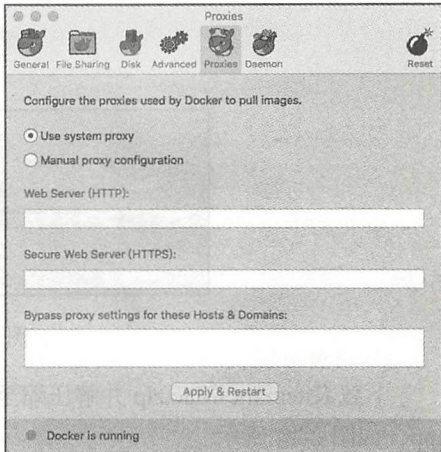 Proxies
General File Sharing Disk Advanced Proxies Daemon Reset
Configure the proxies used by Docker to pull images.
Use system proxy
Manual proxy configuration
Web Server (HTTP):
Secure Web Server (HTTPS):
Bypass proxy settings for these Hosts & Domains:
Apply & Restart
Docker is running